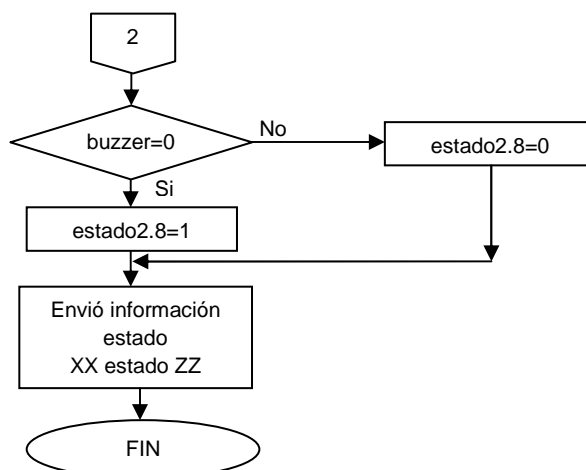 2
buzzer=0
No
estado2.8=0
Si
estado2.8=1
Envió información
estado
XX estado ZZ
FIN